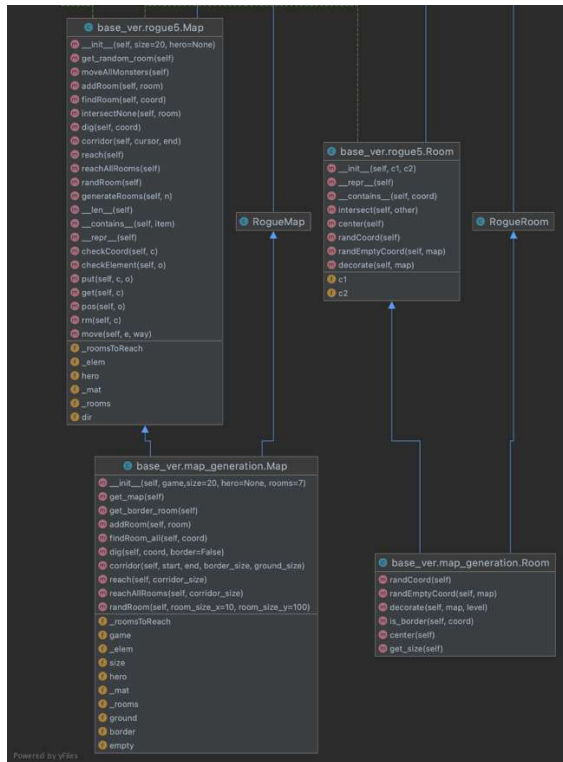 base_ver.rogue5.Map
__init__(self, size=20, hero=None)
get_random_room(self)
moveAllMonsters(self)
addRoom(self, room)
findRoom(self, coord)
intersectNone(self, room)
dig(self, coord)
corridor(self, cursor, end)
reach(self)
reachAllRooms(self)
randRoom(self)
generateRooms(self, n)
__len__(self)
__contains__(self, item)
__repr__(self)
checkCoord(self, c)
checkElement(self, o)
put(self, c, o)
get(self, c)
pos(self, o)
rm(self, c)
move(self, e, way)
_roomsToReach
_elem
hero
_mat
_rooms
dir
RogueMap
base_ver.rogue5.Room
__init__(self, c1, c2)
__repr__(self)
__contains__(self, coord)
intersect(self, other)
center(self)
randCoord(self)
randEmptyCoord(self, map)
decorate(self, map)
c1
c2
RogueRoom
base_ver.map_generation.Map
__init__(self, game,size=20, hero=None, rooms=7)
get_map(self)
get_border_room(self)
addRoom(self, room)
findRoom_all(self, coord)
dig(self, coord, border=False)
corridor(self, start, end, border_size, ground_size)
reach(self, corridor_size)
reachAllRooms(self, corridor_size)
randRoom(self, room_size_x=10, room_size_y=100)
_roomsToReach
game
_elem
size
hero
_mat
_rooms
ground
border
empty
base_ver.map_generation.Room
randCoord(self)
randEmptyCoord(self, map)
decorate(self, map, level)
is_border(self, coord)
center(self)
get_size(self)
Powered by yFiles